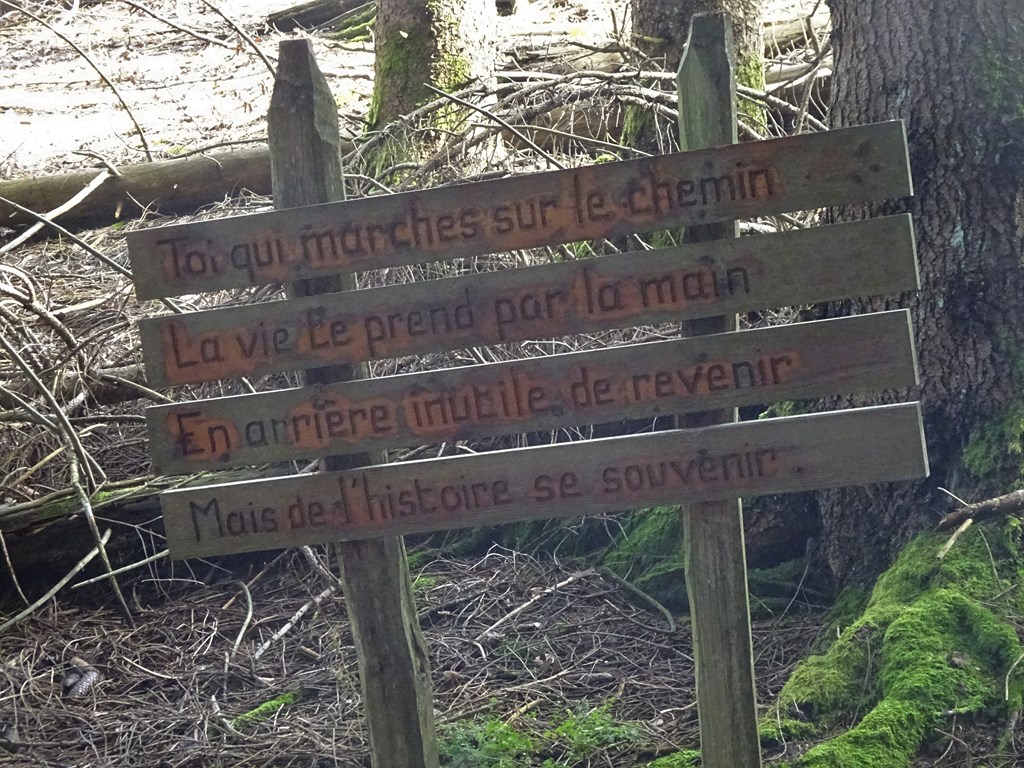 Toi qui marches sur le chemin
La vie te prend par la main
En arrière inutile de revenir
Mais de l'histoire se souvenir.